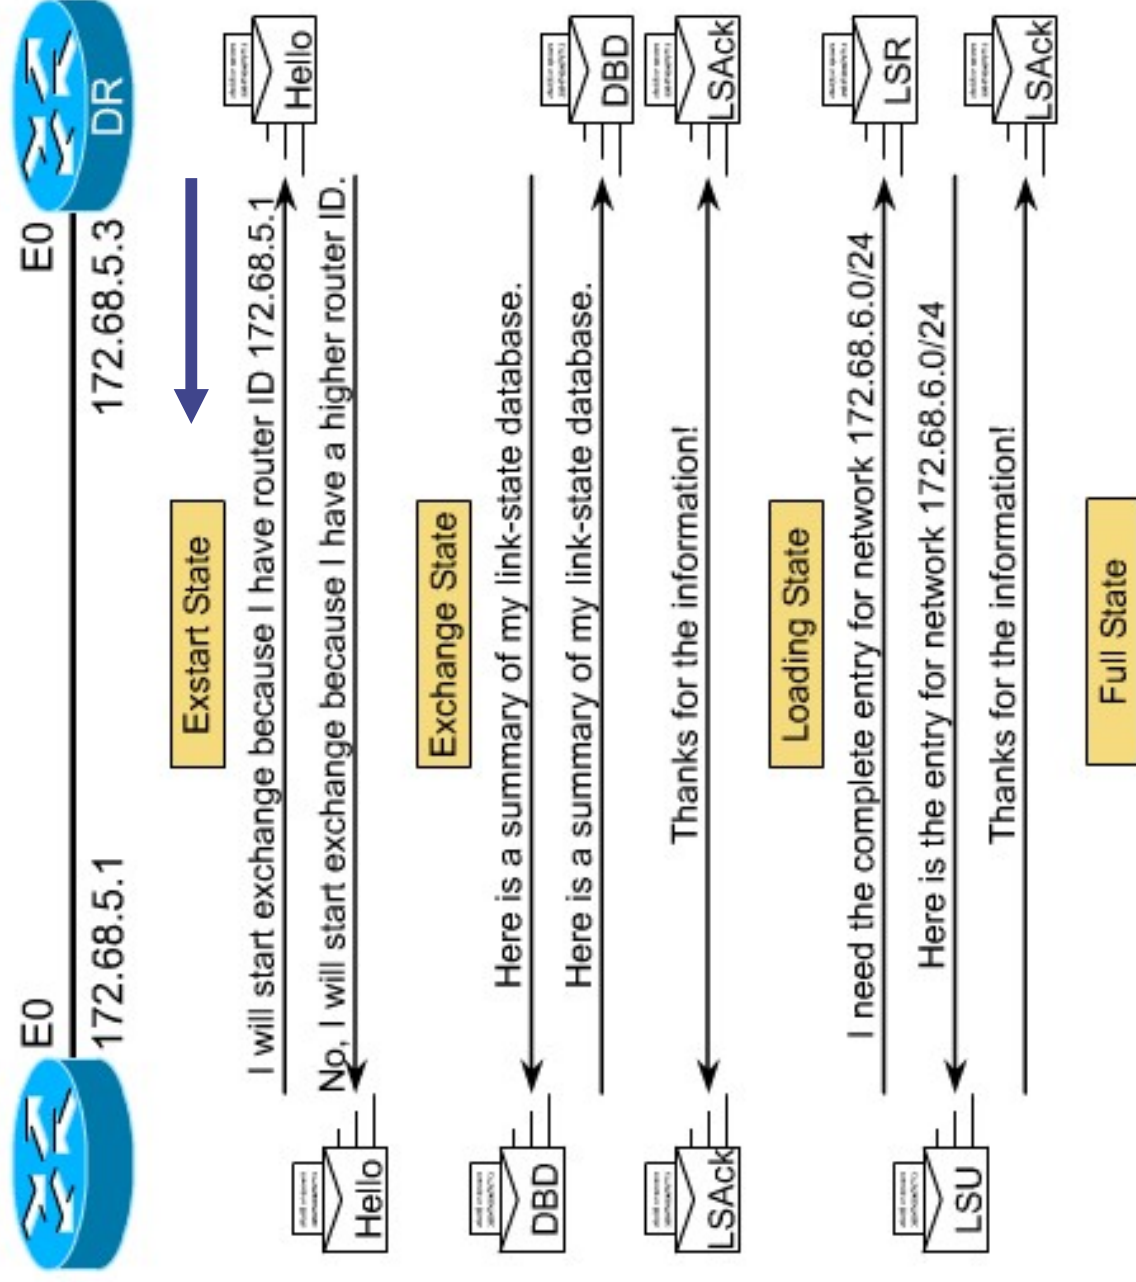 E0
E0
DR
172.68.5.1
172.68.5.3
Exstart State
I will start exchange because I have router ID 172.68.5.1
Hello
No, I will start exchange because I have a higher router ID.
Hello
Exchange State
Here is a summary of my link-state database.
DBD
Here is a summary of my link-state database.
DBD
Thanks for the information!
LSAck
LSAck
Loading State
I need the complete entry for network 172.68.6.0/24
LSR
Here is the entry for network 172.68.6.0/24
LSU
Thanks for the information!
LSAck
Full State